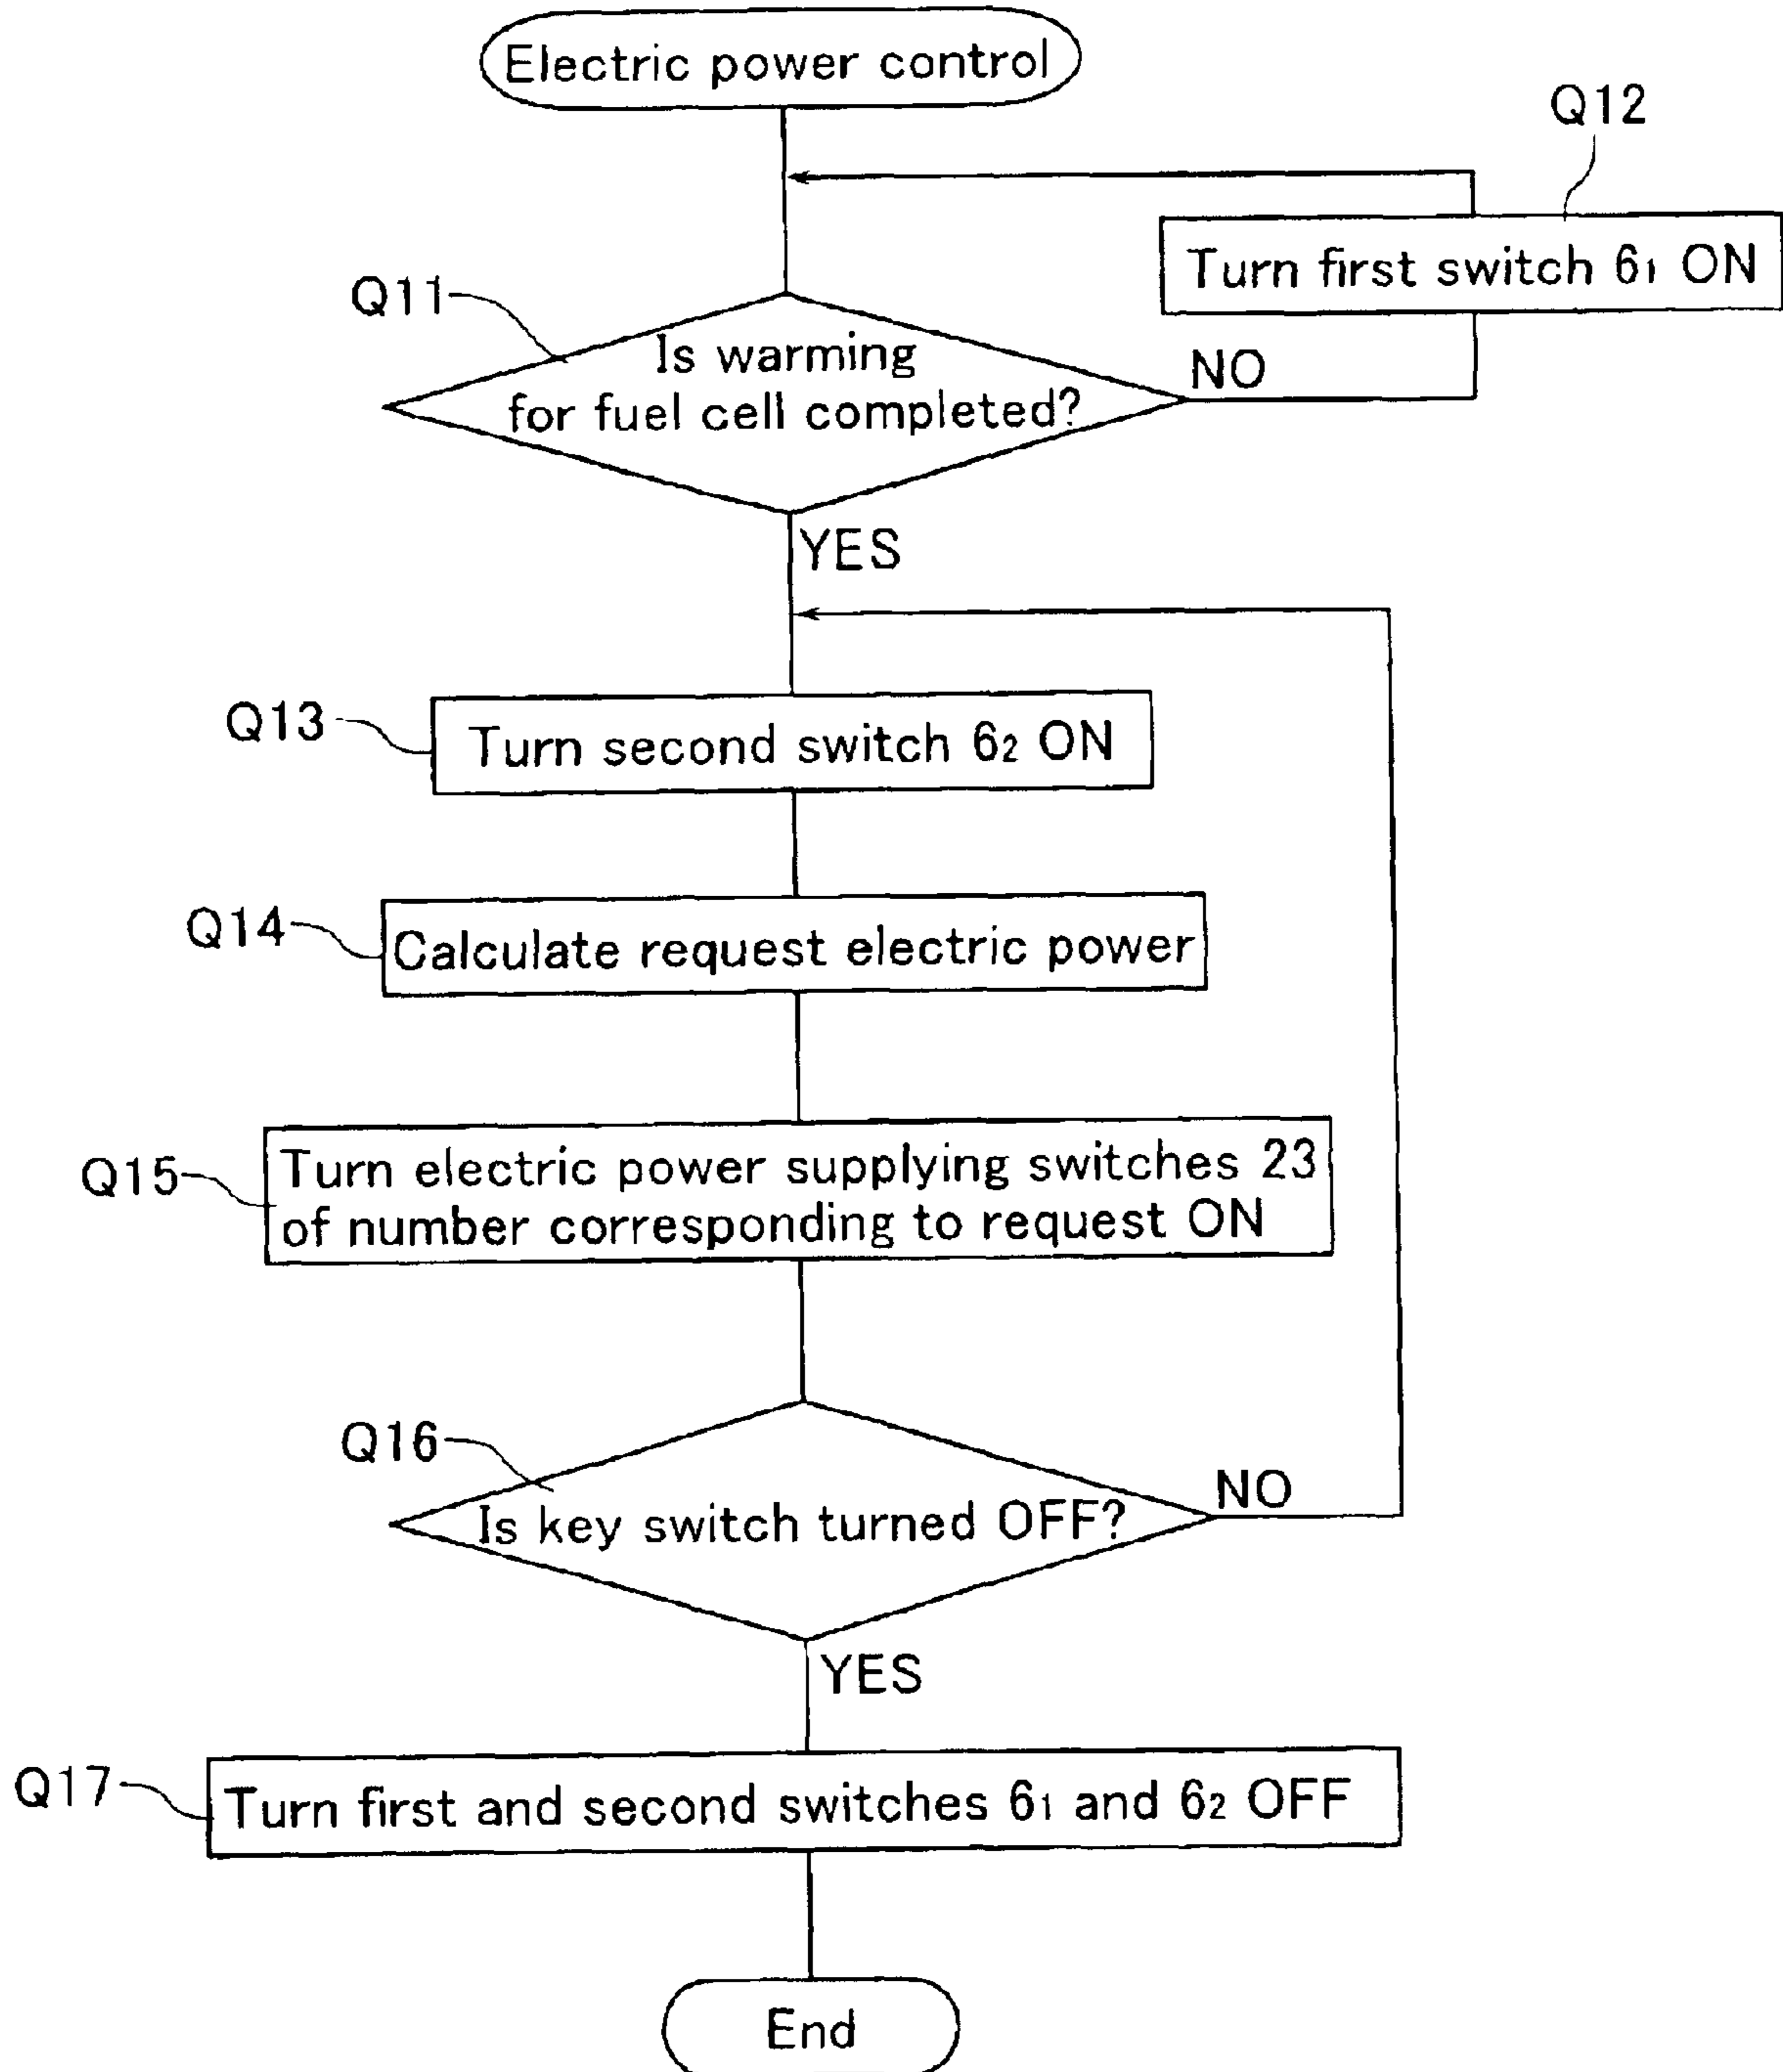 Electric power control
Q12
Turn first switch 6₁ ON
Q11
Is warming
for fuel cell completed?
NO
YES
Q13
Turn second switch 6₂ ON
Q14
Calculate request electric power
Q15
Turn electric power supplying switches 23
of number corresponding to request ON
Q16
Is key switch turned OFF?
NO
YES
Q17
Turn first and second switches 6₁ and 6₂ OFF
End